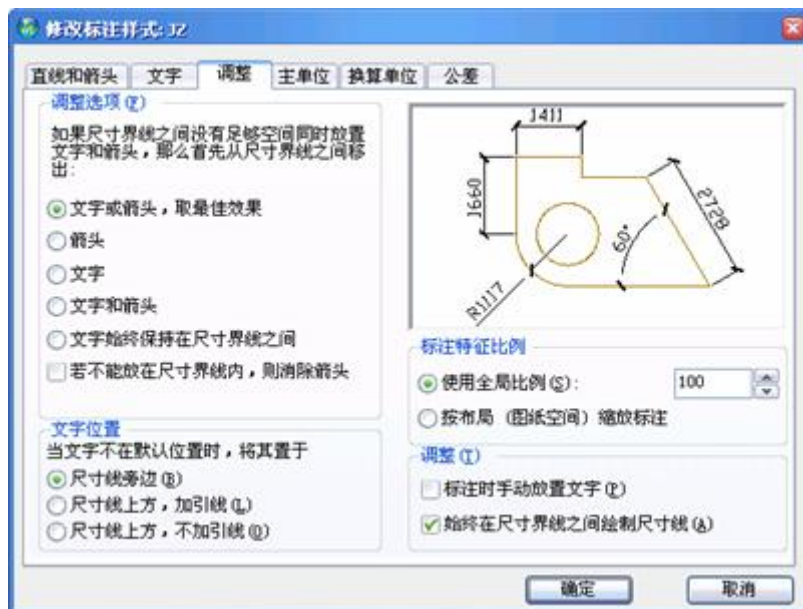 修改标注样式: JZ
直线和箭头
文字
调整
主单位
换算单位
公差
调整选项(F)
如果尺寸界线之间没有足够空间同时放置
文字和箭头，那么首先从尺寸界线之间移
出:
文字或箭头，取最佳效果
箭头
文字
文字和箭头
文字始终保持在尺寸界线之间
若不能放在尺寸界线内，则消除箭头
文字位置
当文字不在默认位置时，将其置于
尺寸线旁边(B)
尺寸线上方，加引线(L)
尺寸线上方，不加引线(O)
1411
1660
2728
60°
R1117
标注特征比例
使用全局比例(S):
100
按布局（图纸空间）缩放标注
调整(T)
标注时手动放置文字(P)
始终在尺寸界线之间绘制尺寸线(A)
确定
取消